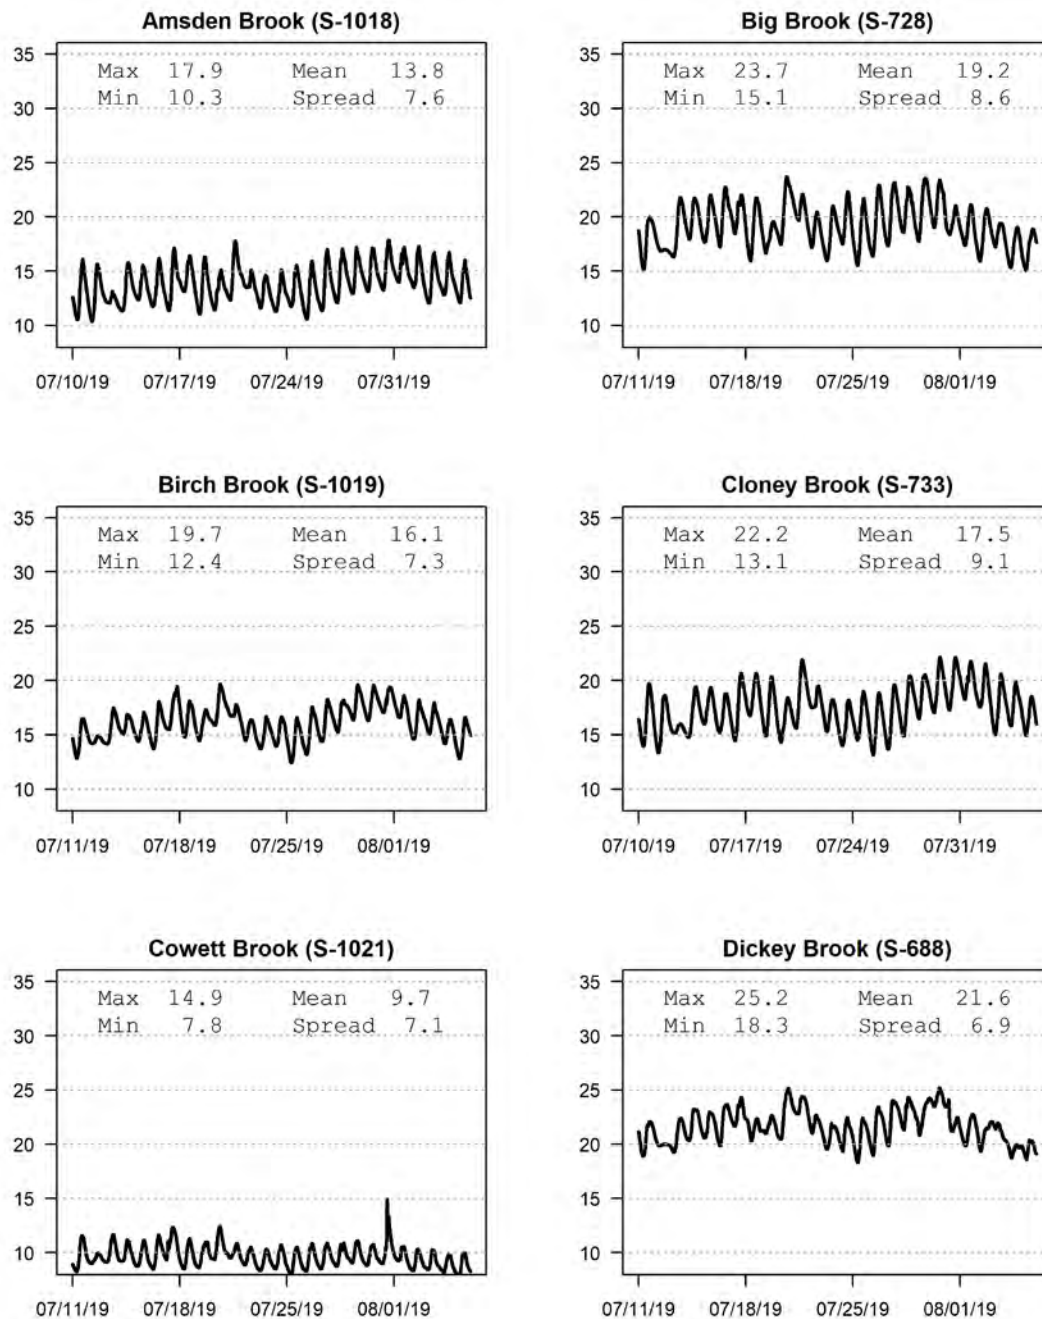 Amsden Brook (S-1018)
35
30
25
20
15
10
Max 17.9 Mean 13.8
Min 10.3 Spread 7.6
07/10/19 07/17/19 07/24/19 07/31/19
Big Brook (S-728)
35
30
25
20
15
10
Max 23.7 Mean 19.2
Min 15.1 Spread 8.6
07/11/19 07/18/19 07/25/19 08/01/19
Birch Brook (S-1019)
35
30
25
20
15
10
Max 19.7 Mean 16.1
Min 12.4 Spread 7.3
07/11/19 07/18/19 07/25/19 08/01/19
Cloney Brook (S-733)
35
30
25
20
15
10
Max 22.2 Mean 17.5
Min 13.1 Spread 9.1
07/10/19 07/17/19 07/24/19 07/31/19
Cowett Brook (S-1021)
35
30
25
20
15
10
Max 14.9 Mean 9.7
Min 7.8 Spread 7.1
07/11/19 07/18/19 07/25/19 08/01/19
Dickey Brook (S-688)
35
30
25
20
15
10
Max 25.2 Mean 21.6
Min 18.3 Spread 6.9
07/11/19 07/18/19 07/25/19 08/01/19